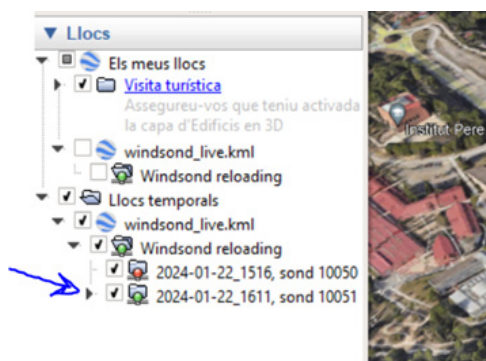 Llocs
Els meus llocs
Visita turística
Assegureu-vos que teniu activada
la capa d'Edificis en 3D
windsond_live.kml
Windsond reloading
Llocs temporals
windsond_live.kml
Windsond reloading
2024-01-22_1516, sond 10050
2024-01-22_1611, sond 10051
Institut Pere